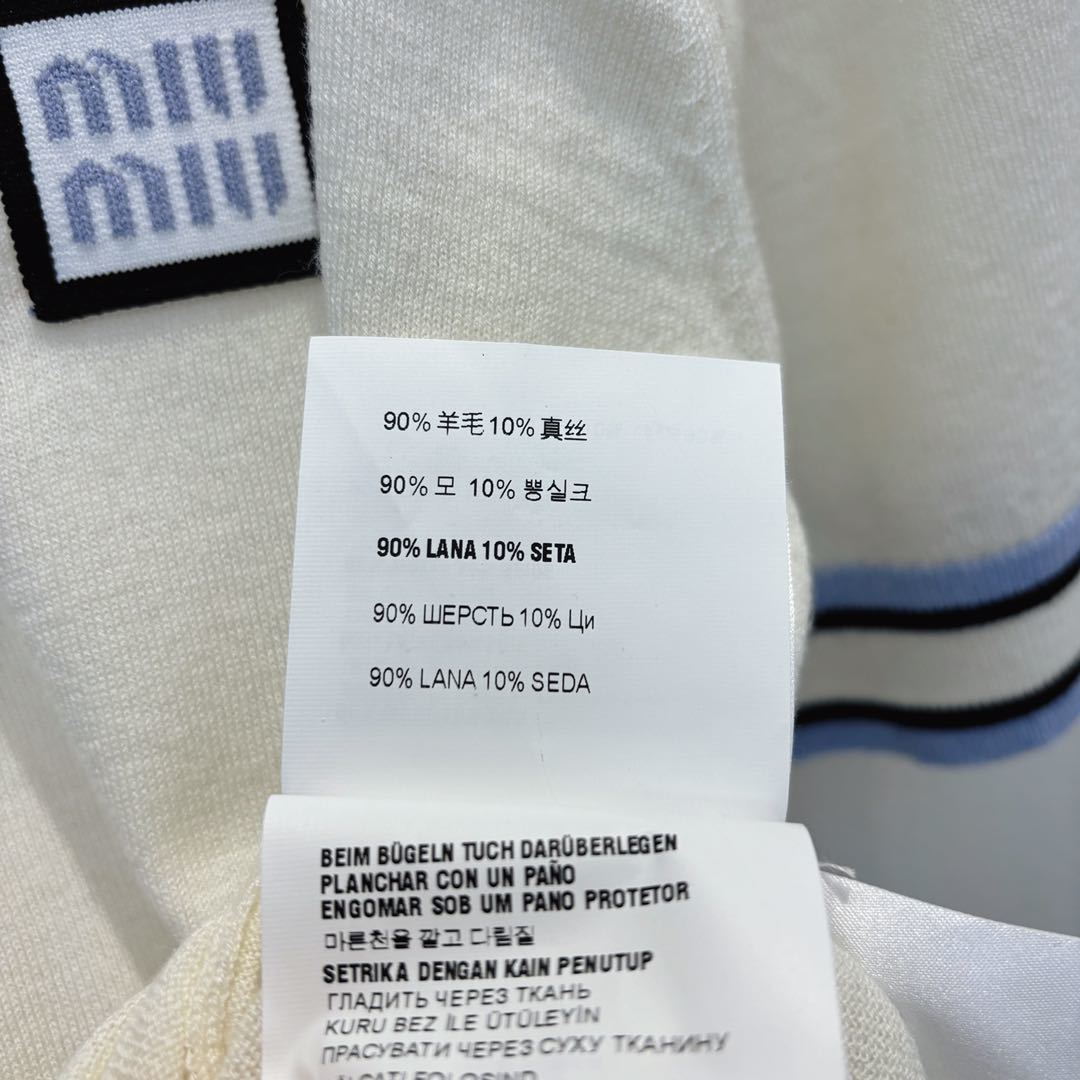 miu
miu
90% 羊毛10% 真丝
90% 모 10% 뽕실크
90% LANA 10% SETA
90% ШЕРСТЬ 10% Ци
90% LANA 10% SEDA
BEIM BÜGELN TUCH DARÜBERLEGEN
PLANCHAR CON UN PAÑO
ENGOMAR SOB UM PANO PROTETOR
마른천을 깔고 다림질
SETRIKA DENGAN KAIN PENUTUP
ГЛАДИТЬ ЧЕРЕЗ ТКАНЬ
KURU BEZ İLE ÜTÜLEYİN
ПРАСУВАТИ ЧЕРЕЗ СУХУ ТКАНИНУ